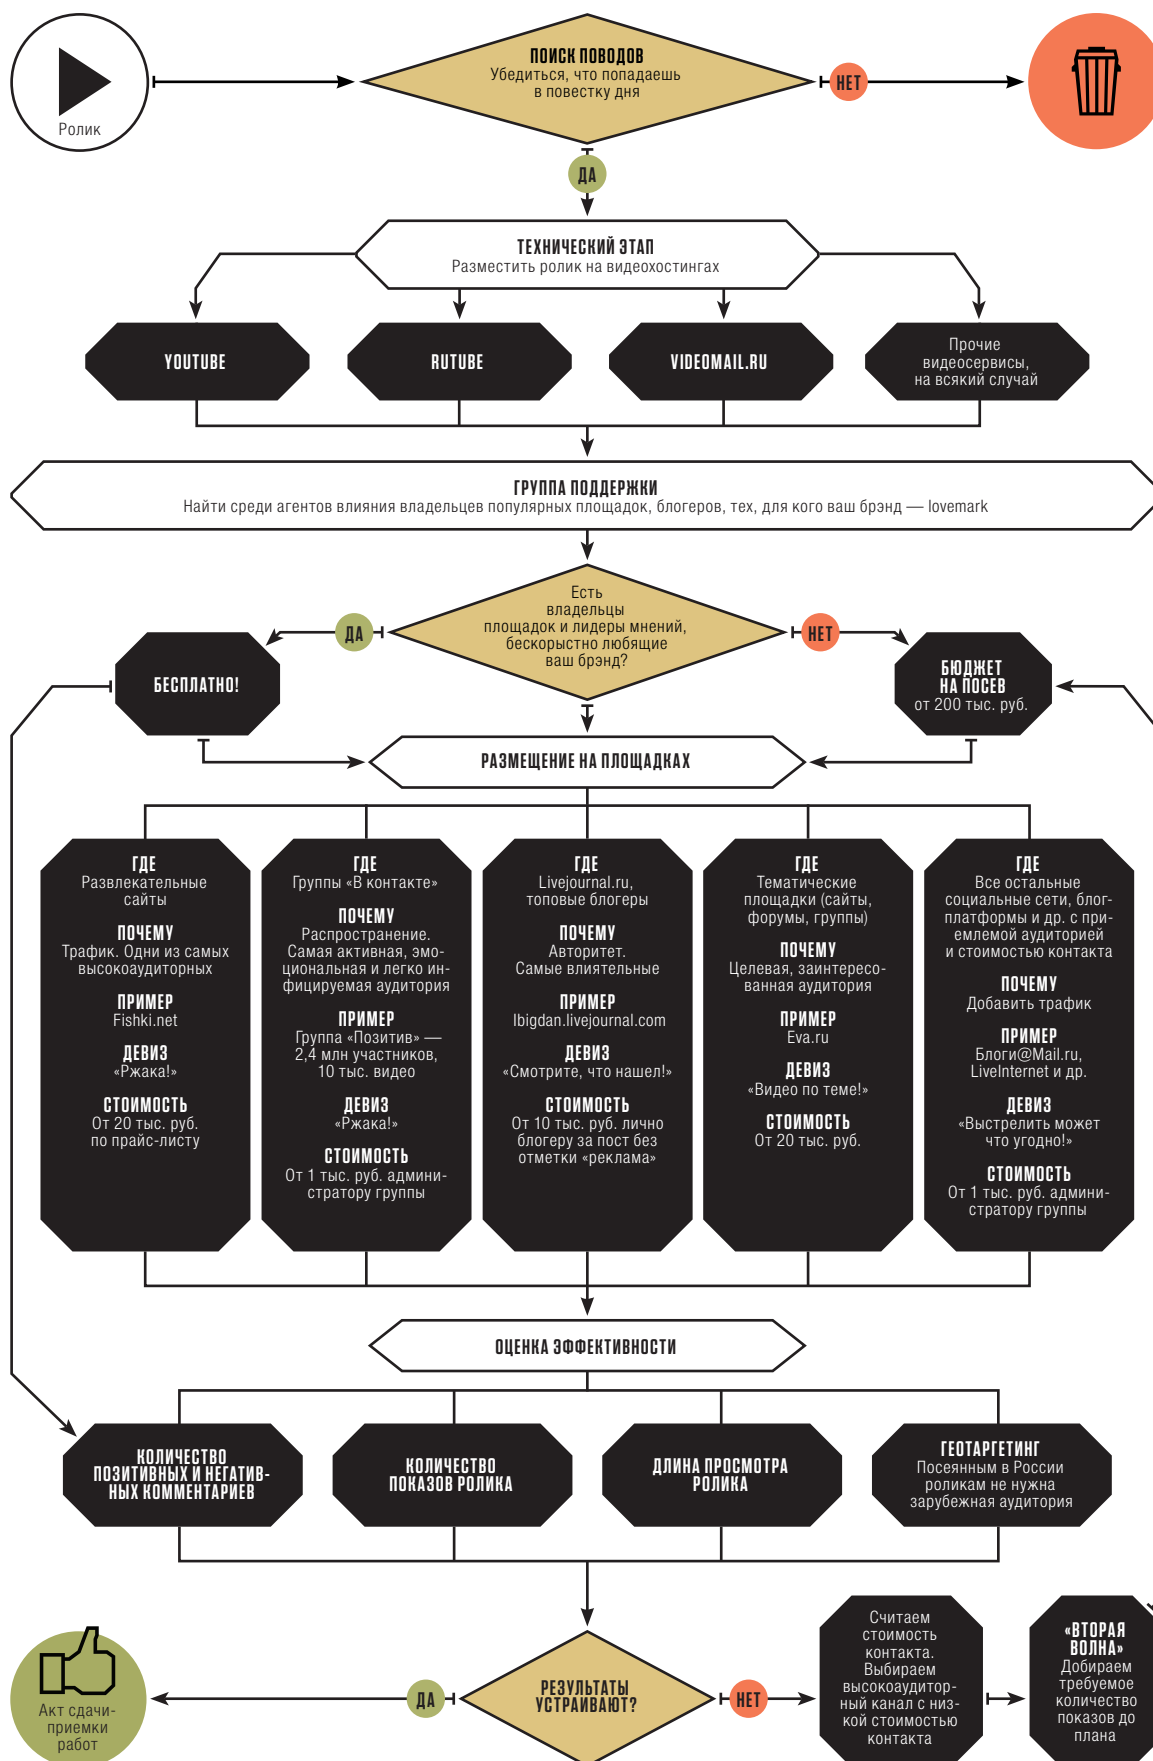 Ролик
ПОИСК ПОВОДОВ
Убедиться, что попадаешь
в повестку дня
НЕТ
ДА
ТЕХНИЧЕСКИЙ ЭТАП
Разместить ролик на видеохостингах
YOUTUBE
RUTUBE
VIDEOMAIL.RU
Прочие
видеосервисы,
на всякий случай
ГРУППА ПОДДЕРЖКИ
Найти среди агентов влияния владельцев популярных площадок, блогеров, тех, для кого ваш брэнд — lovemark
Есть
владельцы
площадок и лидеры мнений,
бескорыстно любящие
ваш брэнд?
ДА
НЕТ
БЕСПЛАТНО!
БЮДЖЕТ
НА ПОСЕВ
от 200 тыс. руб.
РАЗМЕЩЕНИЕ НА ПЛОЩАДКАХ
ГДЕ
Развлекательные
сайты
ПОЧЕМУ
Трафик. Одни из самых
высокоаудиторных
ПРИМЕР
Fishki.net
ДЕВИЗ
«Ржака!»
СТОИМОСТЬ
От 20 тыс. руб.
по прайс-листу
ГДЕ
Группы «В контакте»
ПОЧЕМУ
Распространение.
Самая активная, эмо-
циональная и легко ин-
фицируемая аудитория
ПРИМЕР
Группа «Позитив» —
2,4 млн участников,
10 тыс. видео
ДЕВИЗ
«Ржака!»
СТОИМОСТЬ
От 1 тыс. руб. админи-
стратору группы
ГДЕ
Livejournal.ru,
топовые блогеры
ПОЧЕМУ
Авторитет.
Самые влиятельные
ПРИМЕР
Ibigdan.livejournal.com
ДЕВИЗ
«Смотрите, что нашел!»
СТОИМОСТЬ
От 10 тыс. руб. лично
блогеру за пост без
отметки «реклама»
ГДЕ
Тематические
площадки (сайты,
форумы, группы)
ПОЧЕМУ
Целевая, заинтересо-
ванная аудитория
ПРИМЕР
Eva.ru
ДЕВИЗ
«Видео по теме!»
СТОИМОСТЬ
От 20 тыс. руб.
ГДЕ
Все остальные
социальные сети, блог-
платформы и др. с при-
емлемой аудиторией
и стоимостью контакта
ПОЧЕМУ
Добавить трафик
ПРИМЕР
Блоги@Mail.ru,
LiveInternet и др.
ДЕВИЗ
«Выстрелить может
что угодно!»
СТОИМОСТЬ
От 1 тыс. руб. админи-
стратору группы
ОЦЕНКА ЭФФЕКТИВНОСТИ
КОЛИЧЕСТВО
ПОЗИТИВНЫХ И НЕГАТИВ-
НЫХ КОММЕНТАРИЕВ
КОЛИЧЕСТВО
ПОКАЗОВ РОЛИКА
ДЛИНА ПРОСМОТРА
РОЛИКА
ГЕОТАРГЕТИНГ
Посеянным в России
роликам не нужна
зарубежная аудитория
РЕЗУЛЬТАТЫ
УСТРАИВАЮТ?
ДА
НЕТ
Акт сдачи-
приемки
работ
Считаем
стоимость
контакта.
Выбираем
высокоаудитор-
ный канал с низ-
кой стоимостью
контакта
«ВТОРАЯ
ВОЛНА»
Добираем
требуемое
количество
показов до
плана